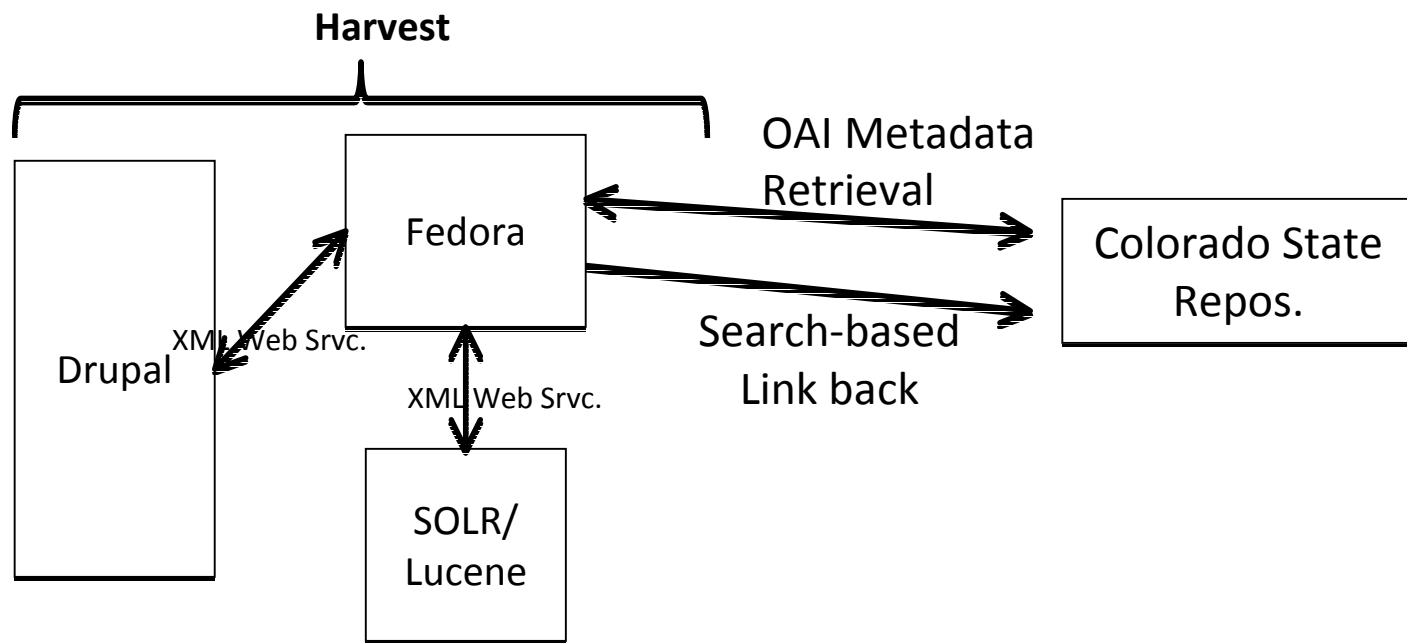 Harvest
OAI Metadata
Retrieval
Fedora
Colorado State
Repos.
XML Web Srvc.
Drupal
Search-based
Link back
XML Web Srvc.
SOLR/
Lucene